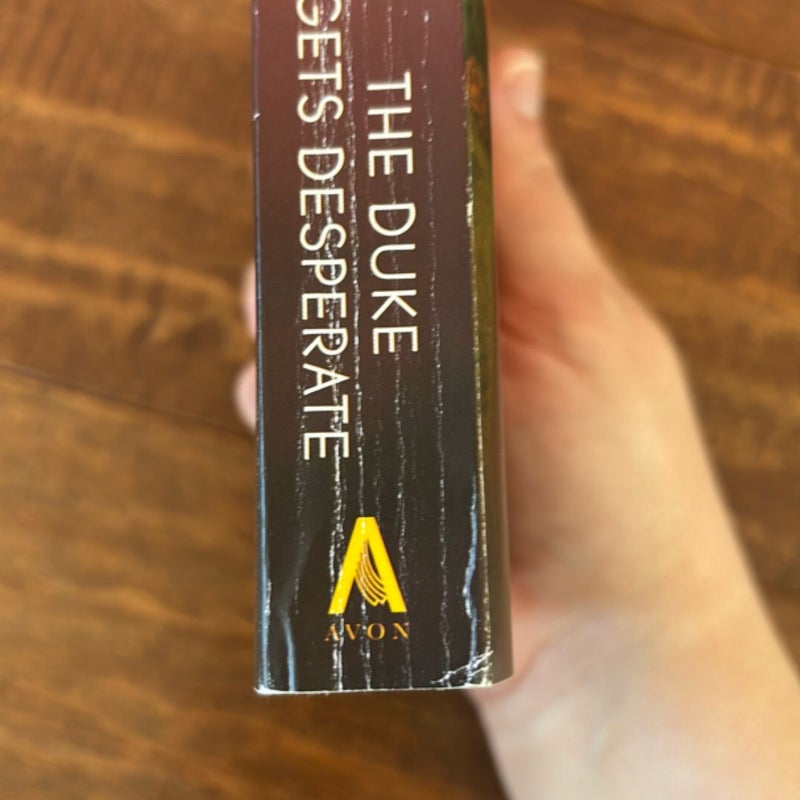 THE DUKE
GETS DESPERATE
AVON